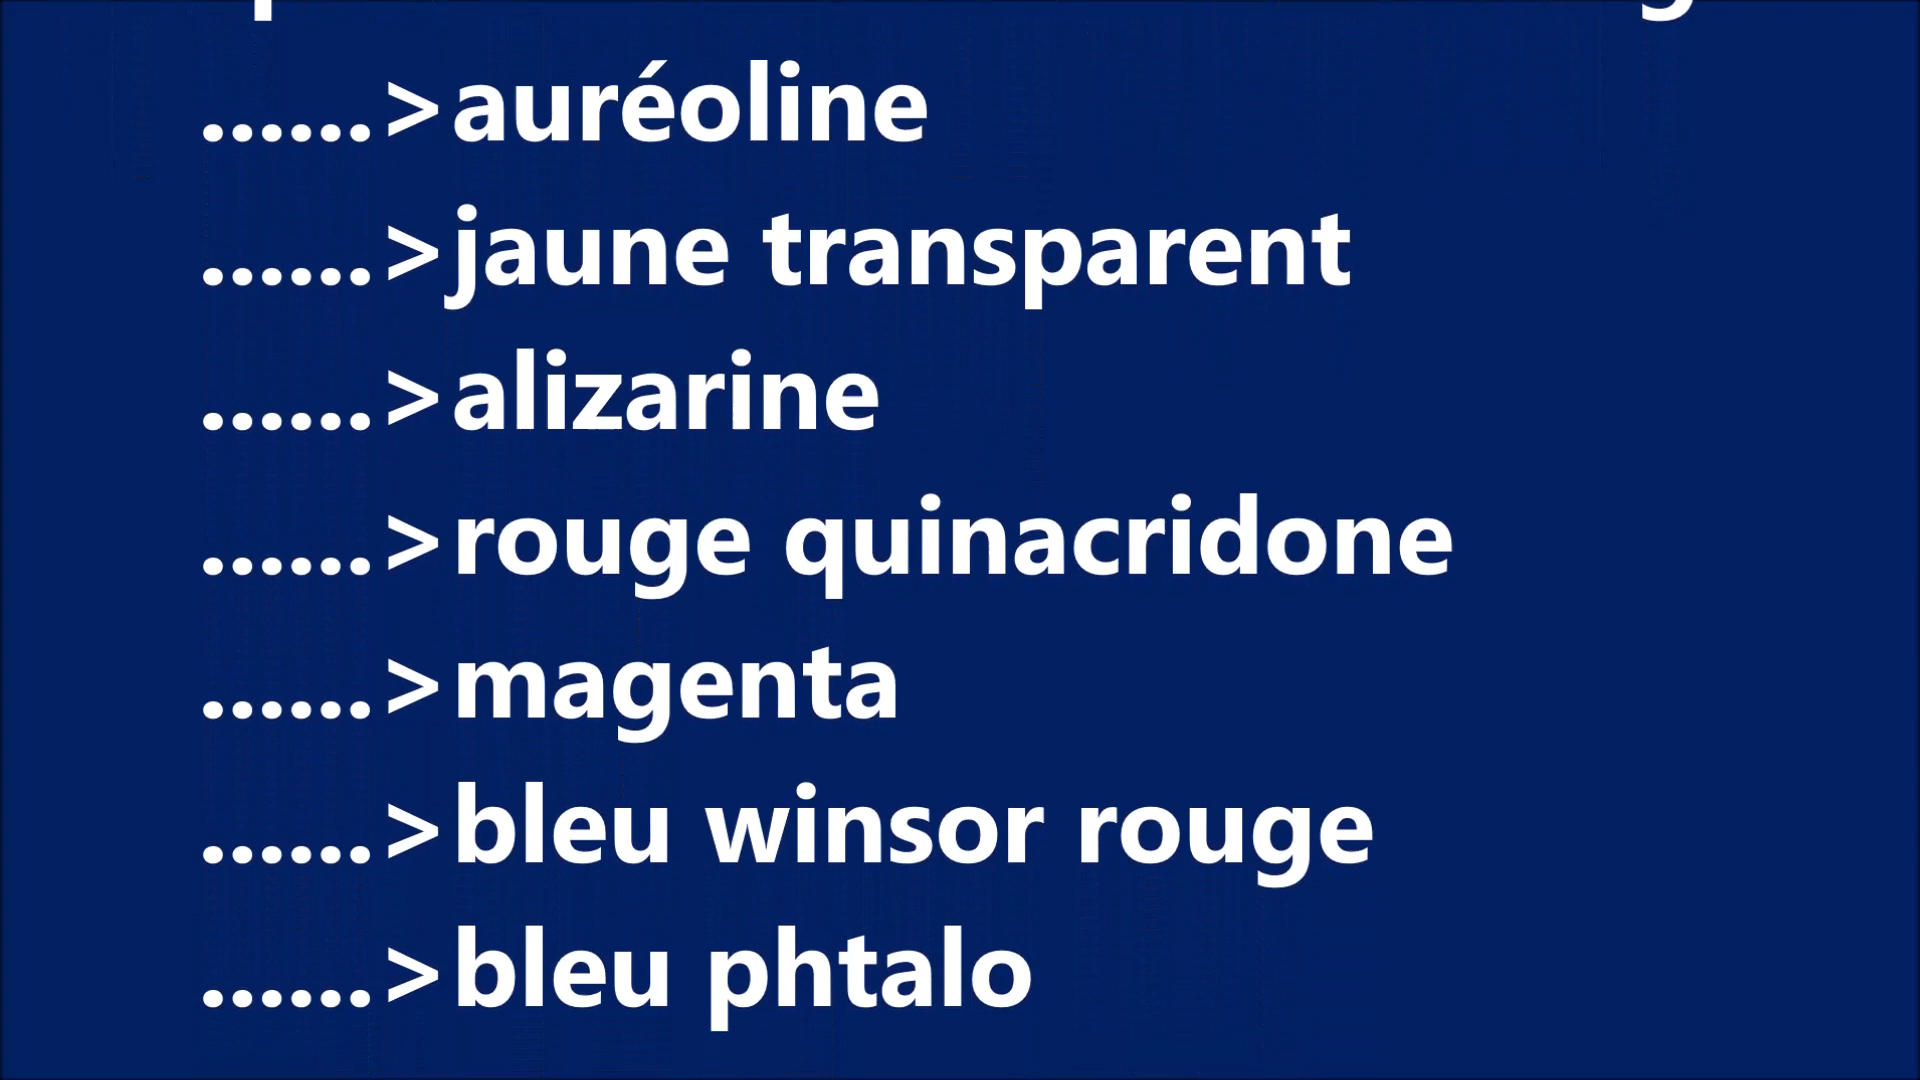 ......>auréoline
......>jaune transparent
......>alizarine
......>rouge quinacridone
......>magenta
......>bleu winsor rouge
......>bleu phtalo